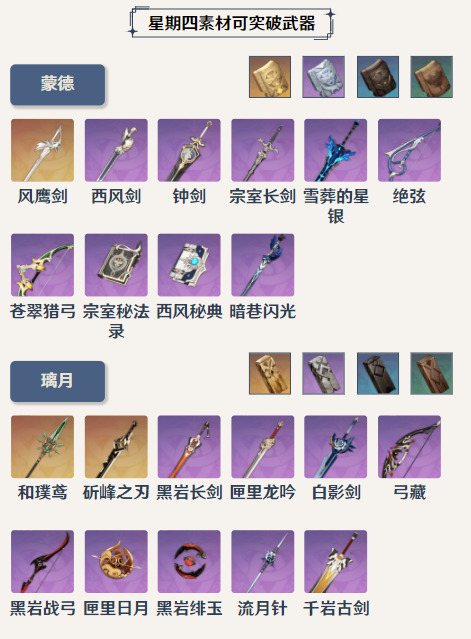 星期四素材可突破武器
蒙德
风鹰剑 西风剑 钟剑 宗室长剑 雪葬的星银 绝弦
苍翠猎弓 宗室秘法录 西风秘典 暗巷闪光
璃月
和璞鸢 斫峰之刃 黑岩长剑 匣里龙吟 白影剑 弓藏
黑岩战弓 匣里日月 黑岩绯玉 流月针 千岩古剑